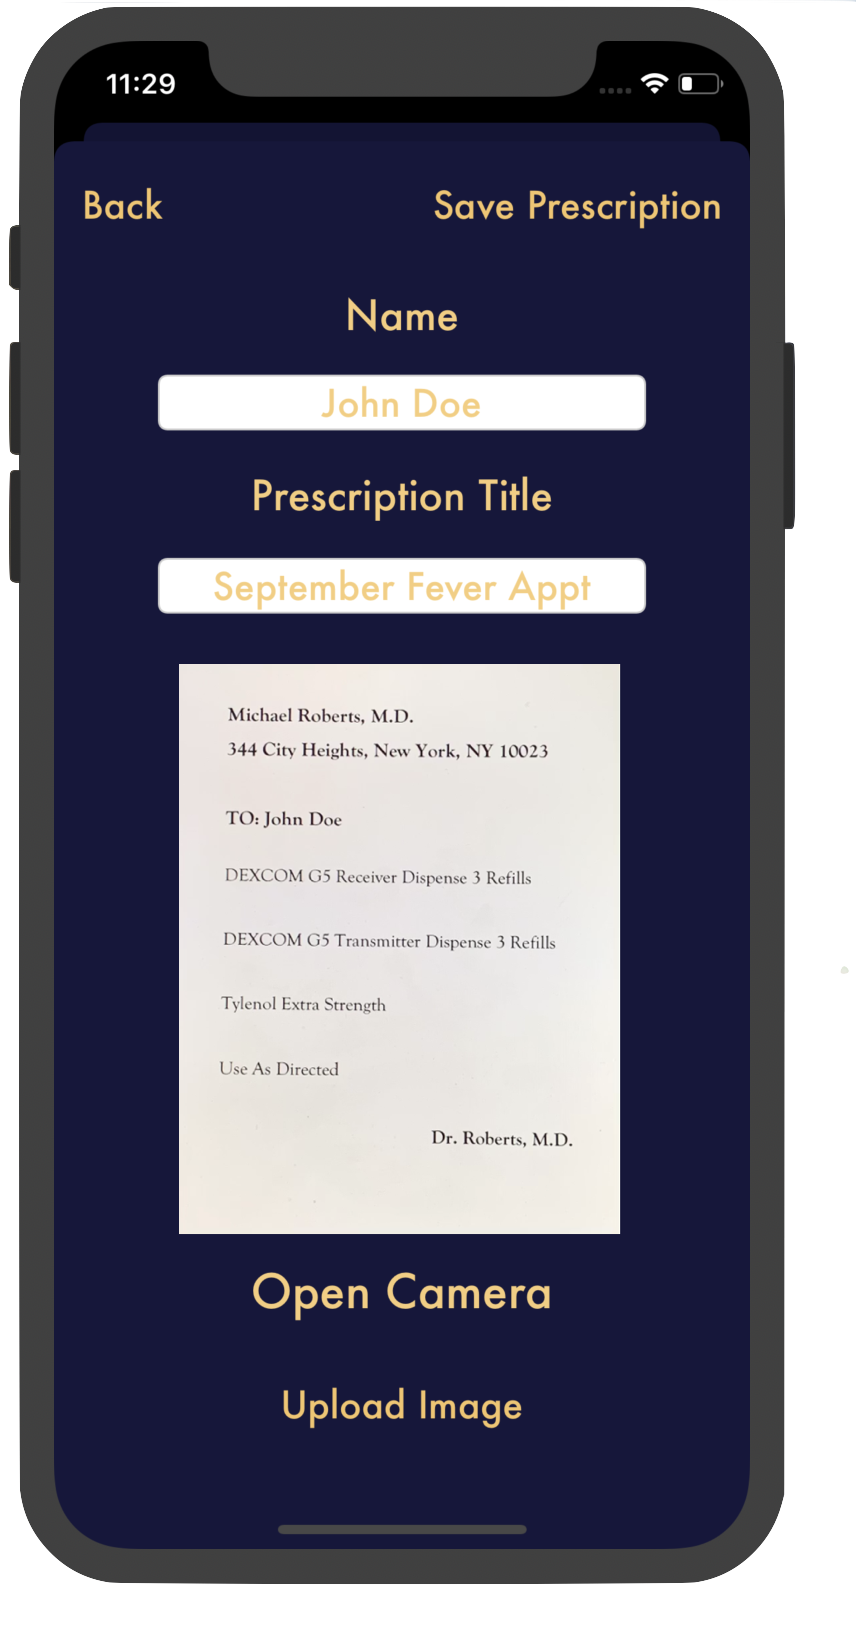 11:29
Back
Save Prescription
Name
John Doe
Prescription Title
September Fever Appt
Michael Roberts, M.D.
344 City Heights, New York, NY 10023
TO: John Doe
DEXCOM G5 Receiver Dispense 3 Refills
DEXCOM G5 Transmitter Dispense 3 Refills
Tylenol Extra Strength
Use As Directed
Dr. Roberts, M.D.
Open Camera
Upload Image